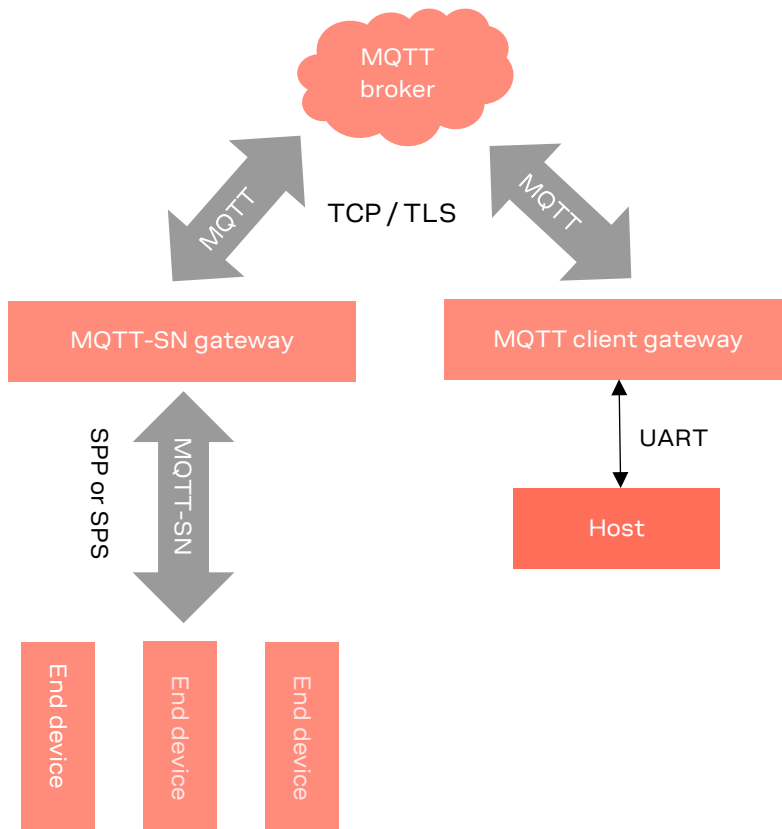 MQTT
broker
MQTT
TCP / TLS
MQTT
MQTT-SN gateway
MQTT client gateway
SPP or SPS
MQTT-SN
UART
Host
End device
End device
End device